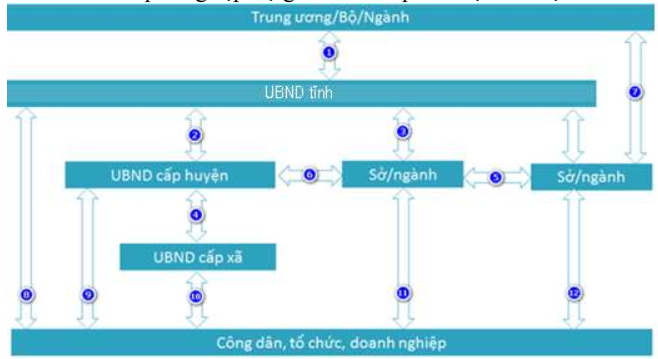 Trung ương/Bộ/Ngành
1
UBND tỉnh
7
2
3
UBND cấp huyện
6
Sở/ngành
5
Sở/ngành
4
UBND cấp xã
8
9
10
11
12
Công dân, tổ chức, doanh nghiệp